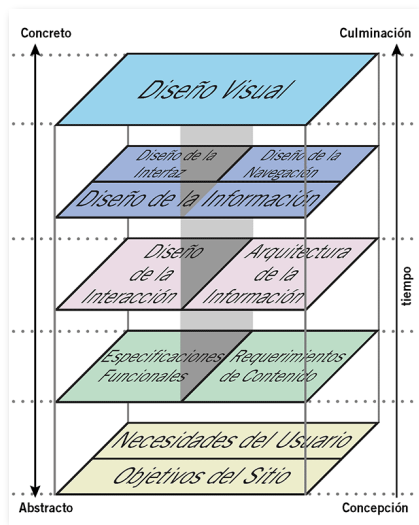 Concreto
Culminación
Diseño Visual
Diseño de la
Interfaz
Diseño de la
Navegación
Diseño de la Información
Diseño
de la
Interacción
Arquitectura
de la
Información
tiempo
Especificaciones
Funcionales
Requerimientos
de Contenido
Necesidades del Usuario
Objetivos del Sitio
Abstracto
Concepción